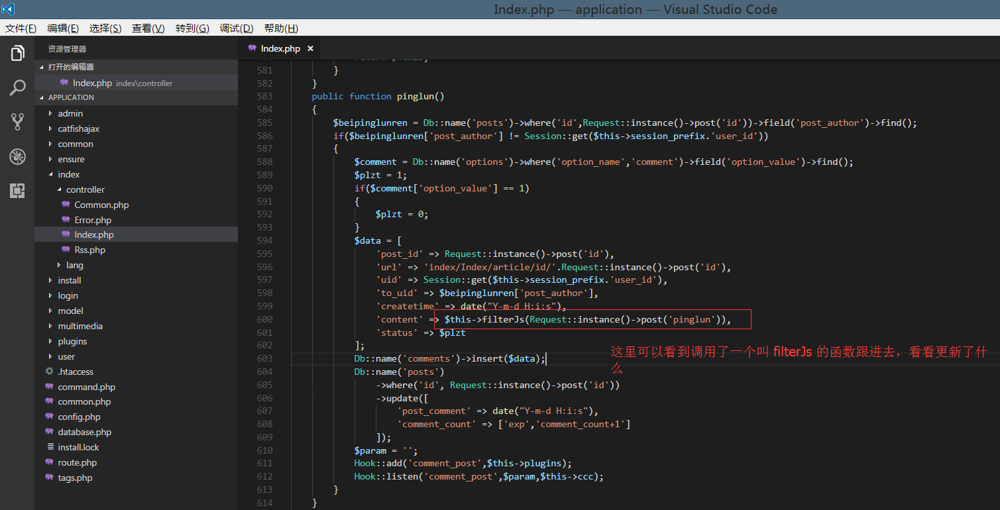 Index.php — application — Visual Studio Code
文件(F) 编辑(E) 选择(S) 查看(V) 转到(G) 调试(D) 帮助(H)
资源管理器
打开的编辑器
Index.php index\controller
APPLICATION
admin
catfishajax
common
ensure
index
controller
Common.php
Error.php
Index.php
Rss.php
lang
install
login
model
multimedia
plugins
user
.htaccess
command.php
common.php
config.php
database.php
install.lock
route.php
tags.php
Index.php ×
581 }
582 }
583 public function pinglun()
584 {
585 $beipinglunren = Db::name('posts')->where('id',Request::instance()->post('id'))->field('post_author')->find();
586 if($beipinglunren['post_author'] != Session::get($this->session_prefix.'user_id'))
587 {
588 $comment = Db::name('options')->where('option_name','comment')->field('option_value')->find();
589 $plzt = 1;
590 if($comment['option_value'] == 1)
591 {
592 $plzt = 0;
593 }
594 $data = [
595 'post_id' => Request::instance()->post('id'),
596 'url' => 'index/Index/article/id/'.Request::instance()->post('id'),
597 'uid' => Session::get($this->session_prefix.'user_id'),
598 'to_uid' => $beipinglunren['post_author'],
599 'createtime' => date("Y-m-d H:i:s"),
600 'content' => $this->filterJs(Request::instance()->post('pinglun')),
601 'status' => $plzt
602 ];
603 Db::name('comments')->insert($data);
604 Db::name('posts')
605 ->where('id', Request::instance()->post('id'))
606 ->update([
607 'post_comment' => date("Y-m-d H:i:s"),
608 'comment_count' => ['exp','comment_count+1']
609 ]);
610 $param = '';
611 Hook::add('comment_post',$this->plugins);
612 Hook::listen('comment_post',$param,$this->ccc);
613 }
614 }
这里可以看到调用了一个叫 filterJs 的函数跟进去，看看更新了什
么